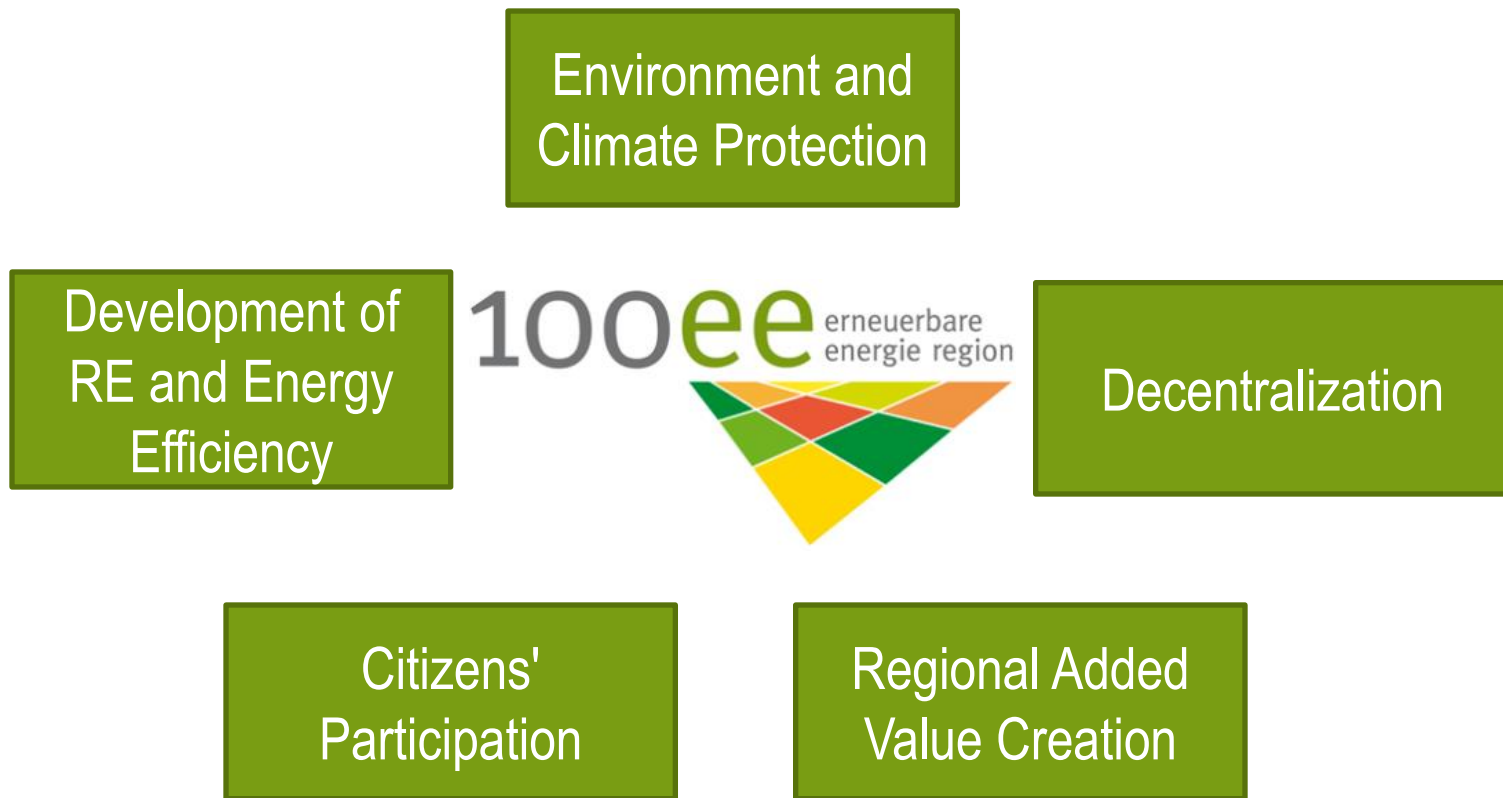 Environment and
Climate Protection
Development of
RE and Energy
Efficiency
100ee erneuerbare
energie region
Decentralization
Citizens'
Participation
Regional Added
Value Creation